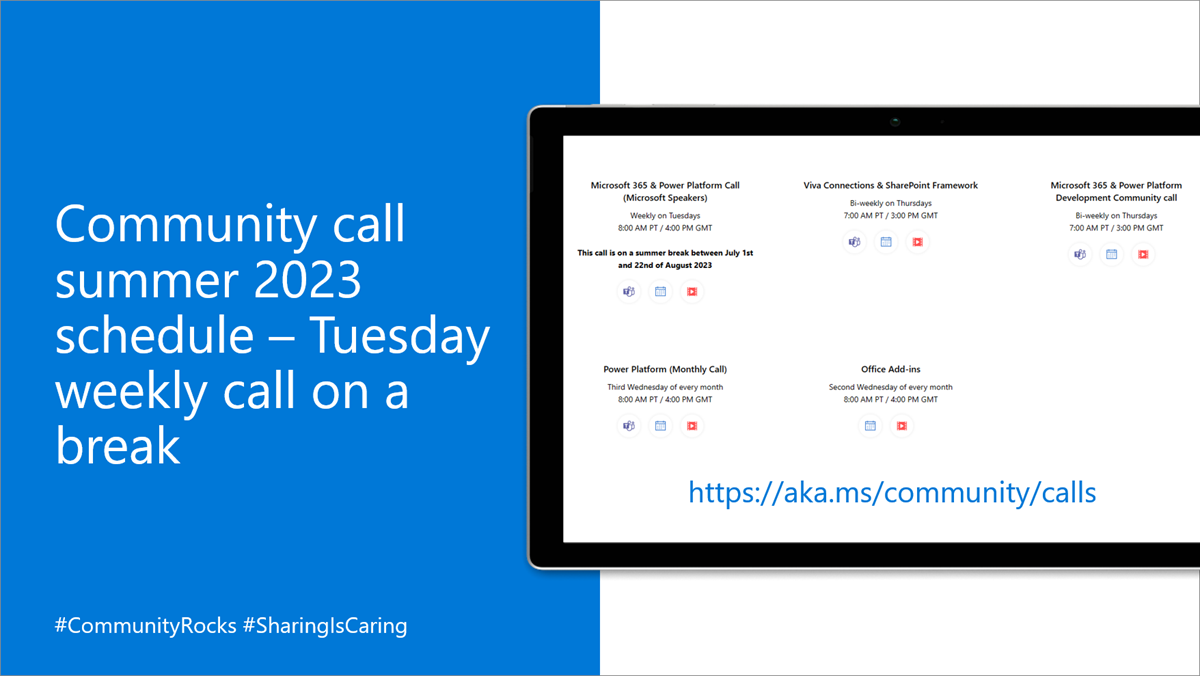 Community call
summer 2023
schedule – Tuesday
weekly call on a
break
#CommunityRocks #SharingIsCaring
Microsoft 365 & Power Platform Call
(Microsoft Speakers)
Weekly on Tuesdays
8:00 AM PT / 4:00 PM GMT
This call is on a summer break between July 1st
and 22nd of August 2023
Viva Connections & SharePoint Framework
Bi-weekly on Thursdays
7:00 AM PT / 3:00 PM GMT
Microsoft 365 & Power Platform
Development Community call
Bi-weekly on Thursdays
7:00 AM PT / 3:00 PM GMT
Power Platform (Monthly Call)
Third Wednesday of every month
8:00 AM PT / 4:00 PM GMT
Office Add-ins
Second Wednesday of every month
8:00 AM PT / 4:00 PM GMT
https://aka.ms/community/calls